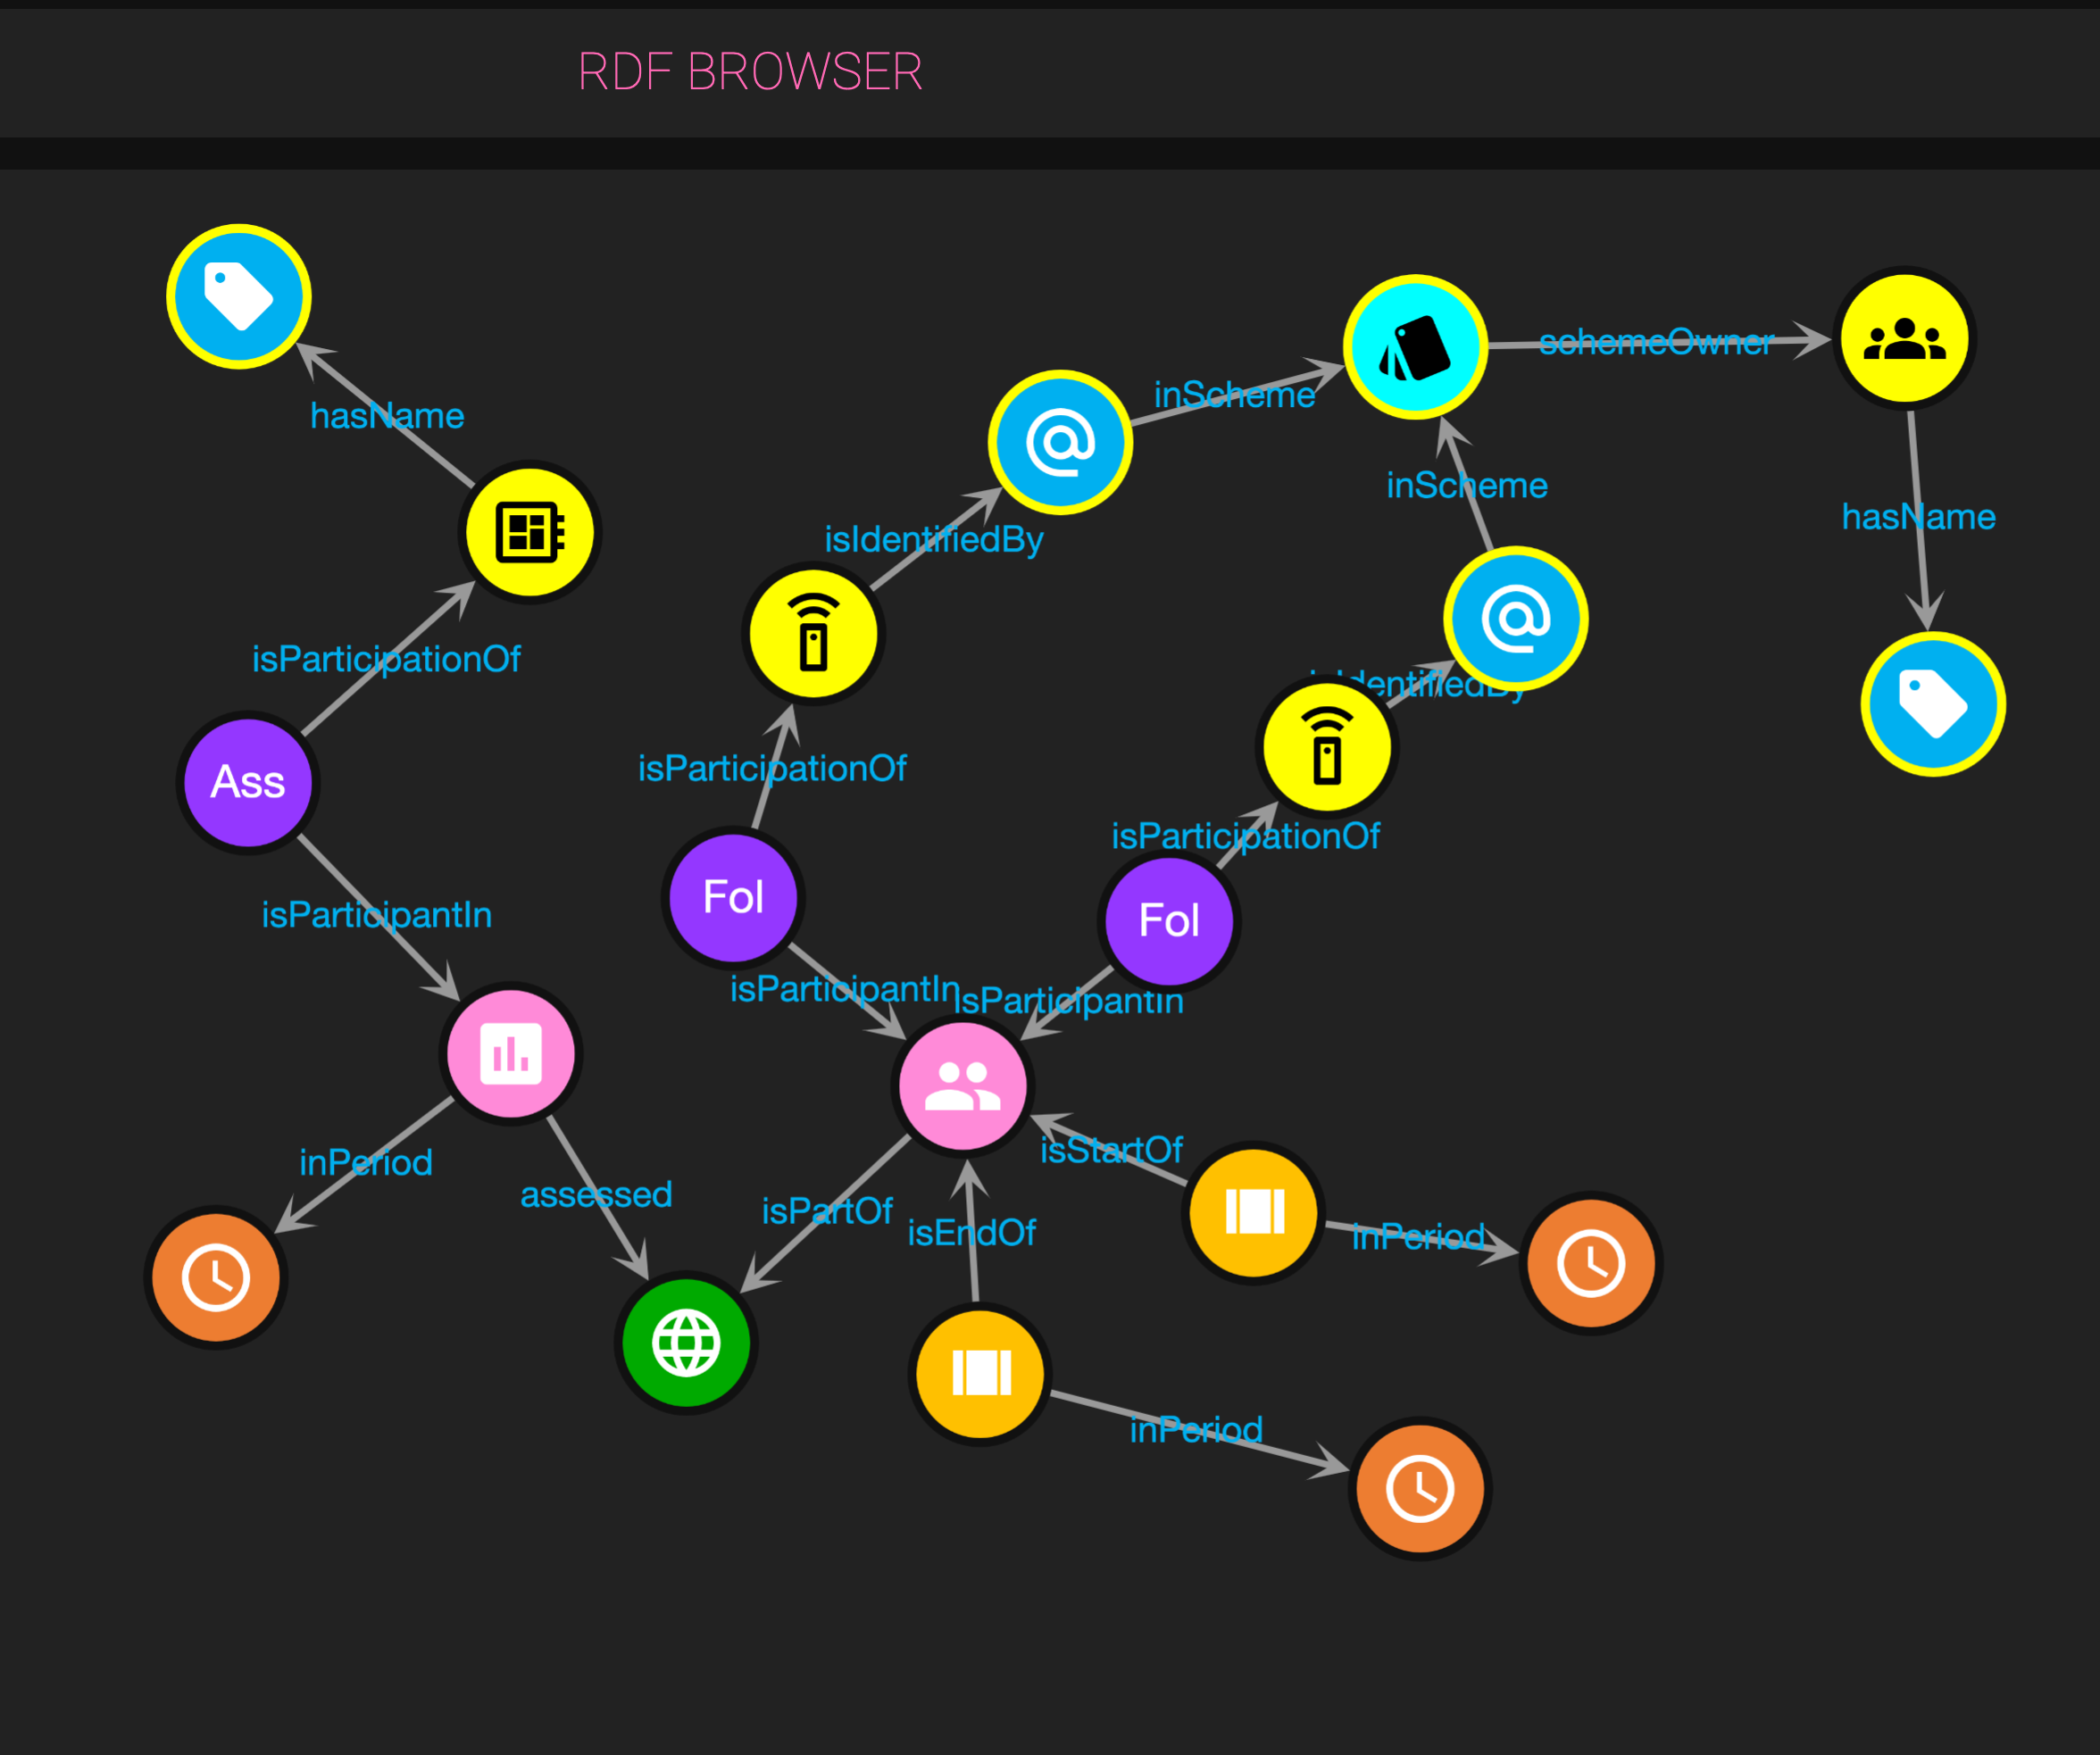 RDF BROWSER
schemeOwner
inScheme
hasName
inScheme
hasName
isIdentifiedBy
isParticipationOf
isIdentifiedBy
isParticipationOf
Ass
isParticipationOf
Fol
isParticipantIn
Fol
isParticipantIn
isParticipantIn
isStartOf
inPeriod
assessed
isPartOf
isEndOf
inPeriod
inPeriod